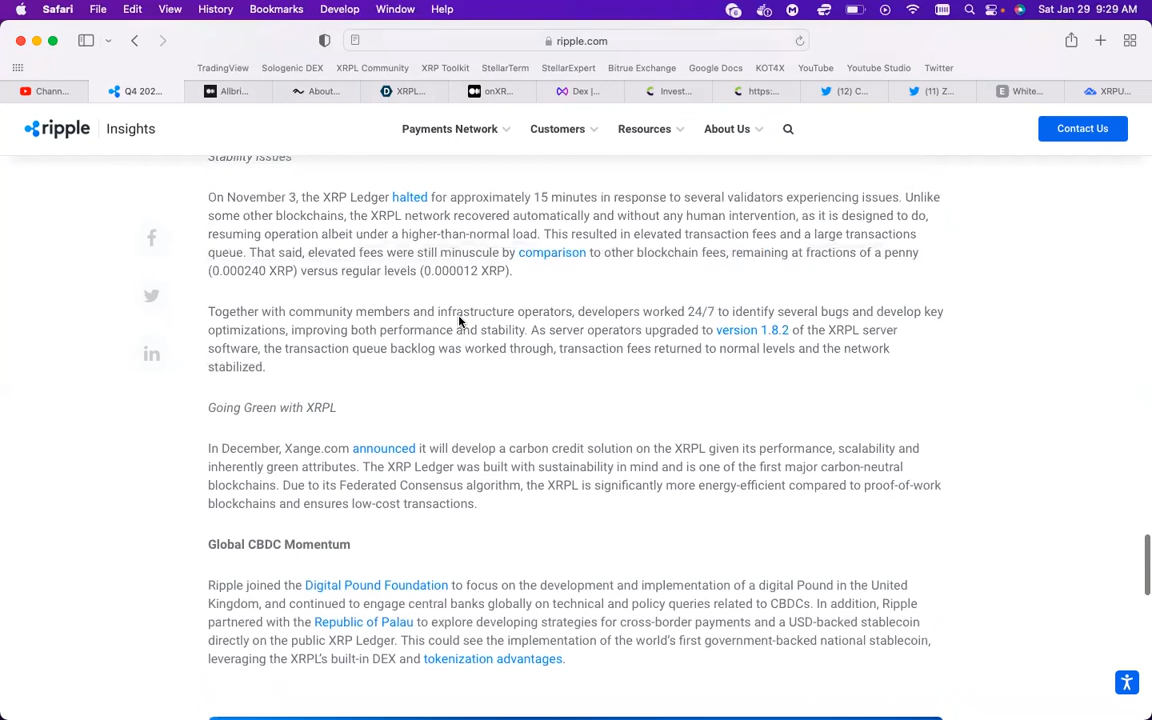 Safari File Edit View History Bookmarks Develop Window Help Sat Jan 29 9:29 AM
ripple.com
TradingView Sologenic DEX XRPL Community XRP Toolkit StellarTerm StellarExpert Bitrue Exchange Google Docs KOT4X YouTube Youtube Studio Twitter
Chann... Q4 202... Allbri... About... XRPL... onXR... Dex |... Invest... https:... (12) C... (11) Z... White... XRPU...
ripple Insights Payments Network Customers Resources About Us Contact Us
Stability Issues
On November 3, the XRP Ledger halted for approximately 15 minutes in response to several validators experiencing issues. Unlike
some other blockchains, the XRPL network recovered automatically and without any human intervention, as it is designed to do,
resuming operation albeit under a higher-than-normal load. This resulted in elevated transaction fees and a large transactions
queue. That said, elevated fees were still minuscule by comparison to other blockchain fees, remaining at fractions of a penny
(0.000240 XRP) versus regular levels (0.000012 XRP).
Together with community members and infrastructure operators, developers worked 24/7 to identify several bugs and develop key
optimizations, improving both performance and stability. As server operators upgraded to version 1.8.2 of the XRPL server
software, the transaction queue backlog was worked through, transaction fees returned to normal levels and the network
stabilized.
Going Green with XRPL
In December, Xange.com announced it will develop a carbon credit solution on the XRPL given its performance, scalability and
inherently green attributes. The XRP Ledger was built with sustainability in mind and is one of the first major carbon-neutral
blockchains. Due to its Federated Consensus algorithm, the XRPL is significantly more energy-efficient compared to proof-of-work
blockchains and ensures low-cost transactions.
Global CBDC Momentum
Ripple joined the Digital Pound Foundation to focus on the development and implementation of a digital Pound in the United
Kingdom, and continued to engage central banks globally on technical and policy queries related to CBDCs. In addition, Ripple
partnered with the Republic of Palau to explore developing strategies for cross-border payments and a USD-backed stablecoin
directly on the public XRP Ledger. This could see the implementation of the world's first government-backed national stablecoin,
leveraging the XRPL's built-in DEX and tokenization advantages.